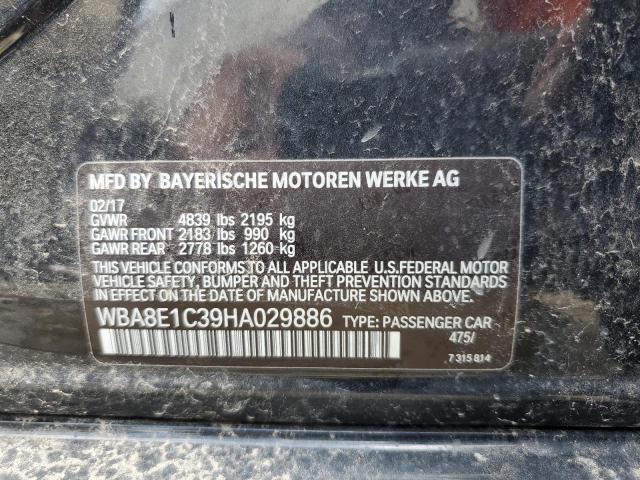 MFD BY BAYERISCHE MOTOREN WERKE AG
02/17
GVWR 4839 lbs 2195 kg
GAWR FRONT 2183 lbs 990 kg
GAWR REAR 2778 lbs 1260 kg
THIS VEHICLE CONFORMS TO ALL APPLICABLE U.S.FEDERAL MOTOR
VEHICLE SAFETY, BUMPER AND THEFT PREVENTION STANDARDS
IN EFFECT ON THE DATE OF MANUFACTURE SHOWN ABOVE.
WBA8E1C39HA029886 TYPE: PASSENGER CAR
475/
7 315 814